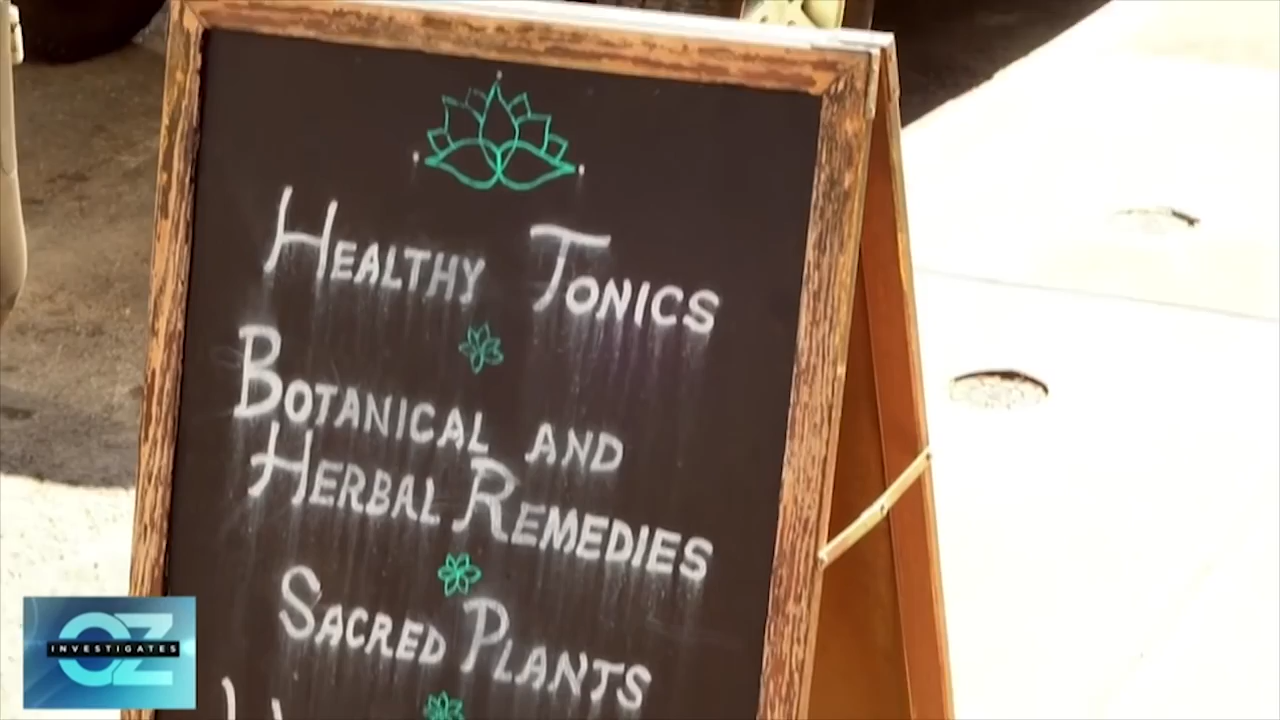 Healthy Tonics
Botanical and
Herbal Remedies
Sacred Plants
OZ
INVESTIGATES